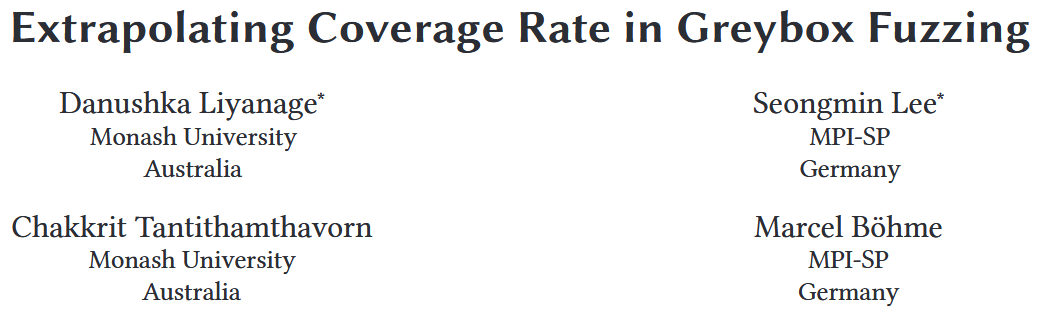 Extrapolating Coverage Rate in Greybox Fuzzing
Danushka Liyanage*
Monash University
Australia
Seongmin Lee*
MPI-SP
Germany
Chakkrit Tantithamthavorn
Monash University
Australia
Marcel Böhme
MPI-SP
Germany